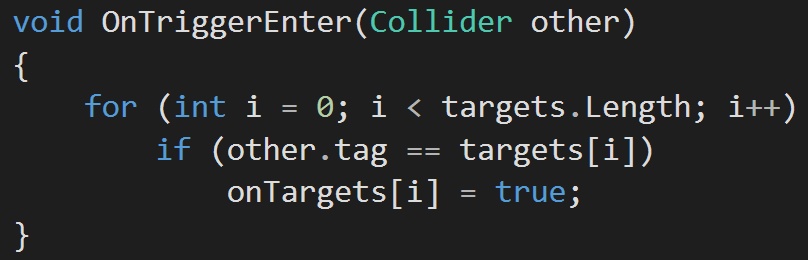 void OnTriggerEnter(Collider other)
{
    for (int i = 0; i < targets.Length; i++)
        if (other.tag == targets[i])
            onTargets[i] = true;
}